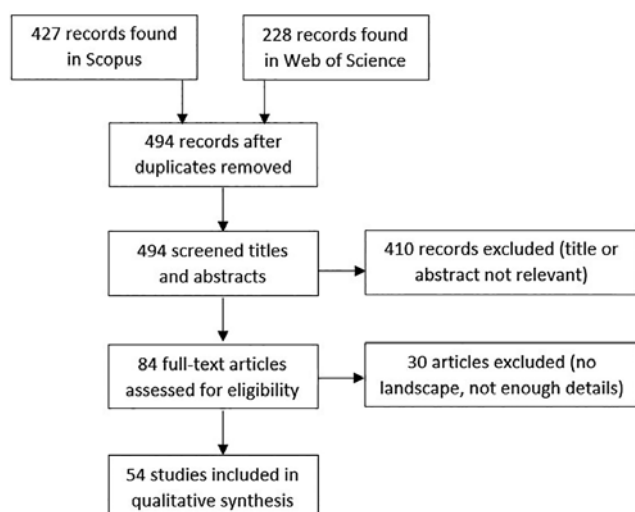 427 records found
in Scopus
228 records found
in Web of Science
494 records after
duplicates removed
494 screened titles
and abstracts
410 records excluded (title or
abstract not relevant)
84 full-text articles
assessed for eligibility
30 articles excluded (no
landscape, not enough details)
54 studies included in
qualitative synthesis